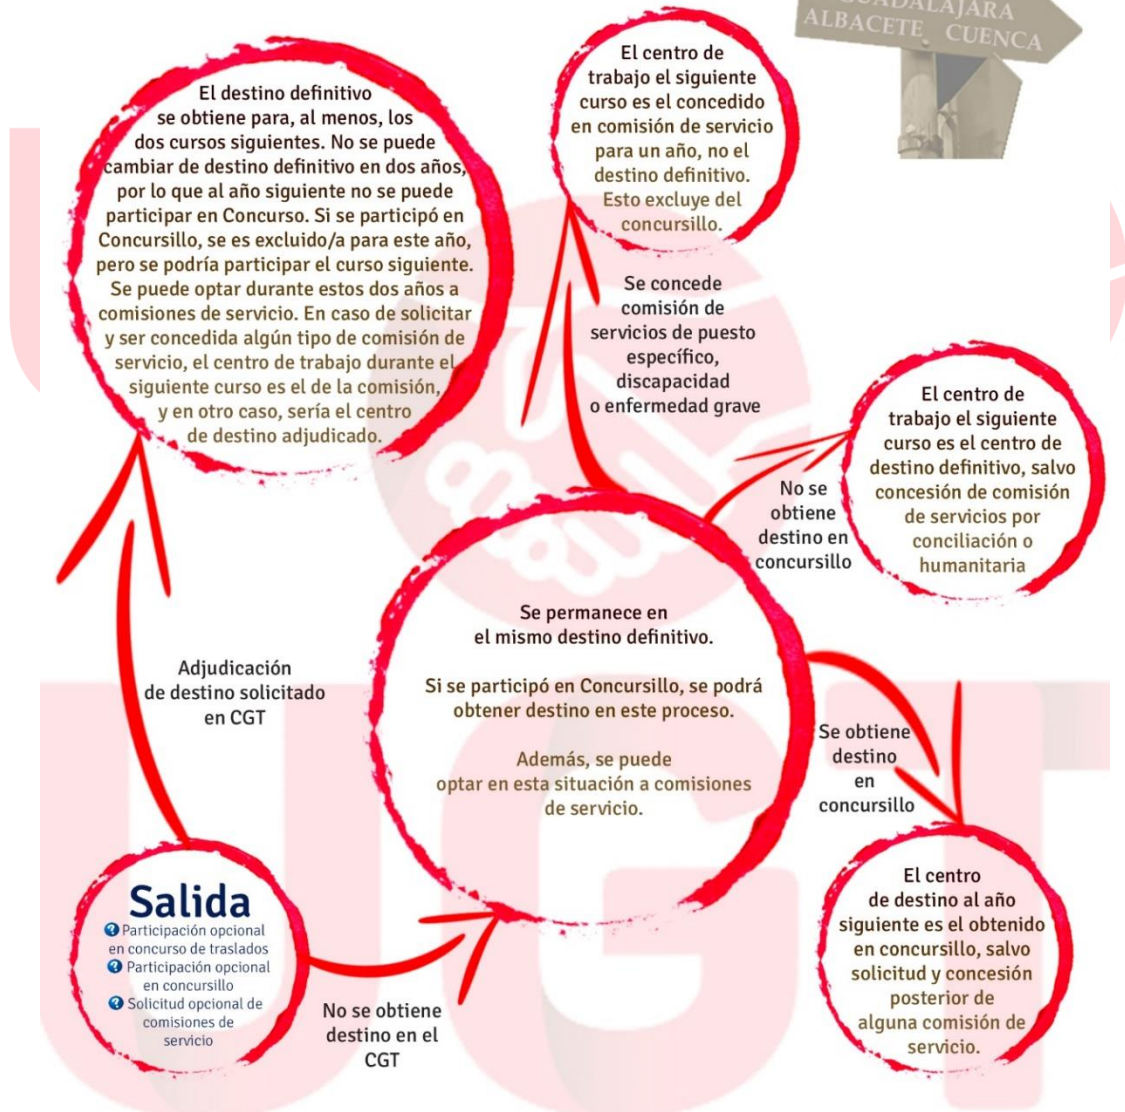 GUADALAJARA
ALBACETE CUENCA
El destino definitivo
se obtiene para, al menos, los
dos cursos siguientes. No se puede
cambiar de destino definitivo en dos años,
por lo que al año siguiente no se puede
participar en Concurso. Si se participó en
Concursillo, se es excluido/a para este año,
pero se podría participar el curso siguiente.
Se puede optar durante estos dos años a
comisiones de servicio. En caso de solicitar
y ser concedida algún tipo de comisión de
servicio, el centro de trabajo durante el
siguiente curso es el de la comisión,
y en otro caso, sería el centro
de destino adjudicado.
El centro de
trabajo el siguiente
curso es el concedido
en comisión de servicio
para un año, no el
destino definitivo.
Esto excluye del
concursillo.
Se concede
comisión de
servicios de puesto
específico,
discapacidad
o enfermedad grave
El centro de
trabajo el siguiente
curso es el centro de
destino definitivo, salvo
concesión de comisión
de servicios por
conciliación o
humanitaria
No se
obtiene
destino en
concursillo
Se permanece en
el mismo destino definitivo.
Si se participó en Concursillo, se podrá
obtener destino en este proceso.
Además, se puede
optar en esta situación a comisiones
de servicio.
Adjudicación
de destino solicitado
en CGT
Se obtiene
destino
en
concursillo
Salida
Participación opcional
en concurso de traslados
Participación opcional
en concursillo
Solicitud opcional de
comisiones de
servicio
No se obtiene
destino en el
CGT
El centro
de destino al año
siguiente es el obtenido
en concursillo, salvo
solicitud y concesión
posterior de
alguna comisión de
servicio.
UGT